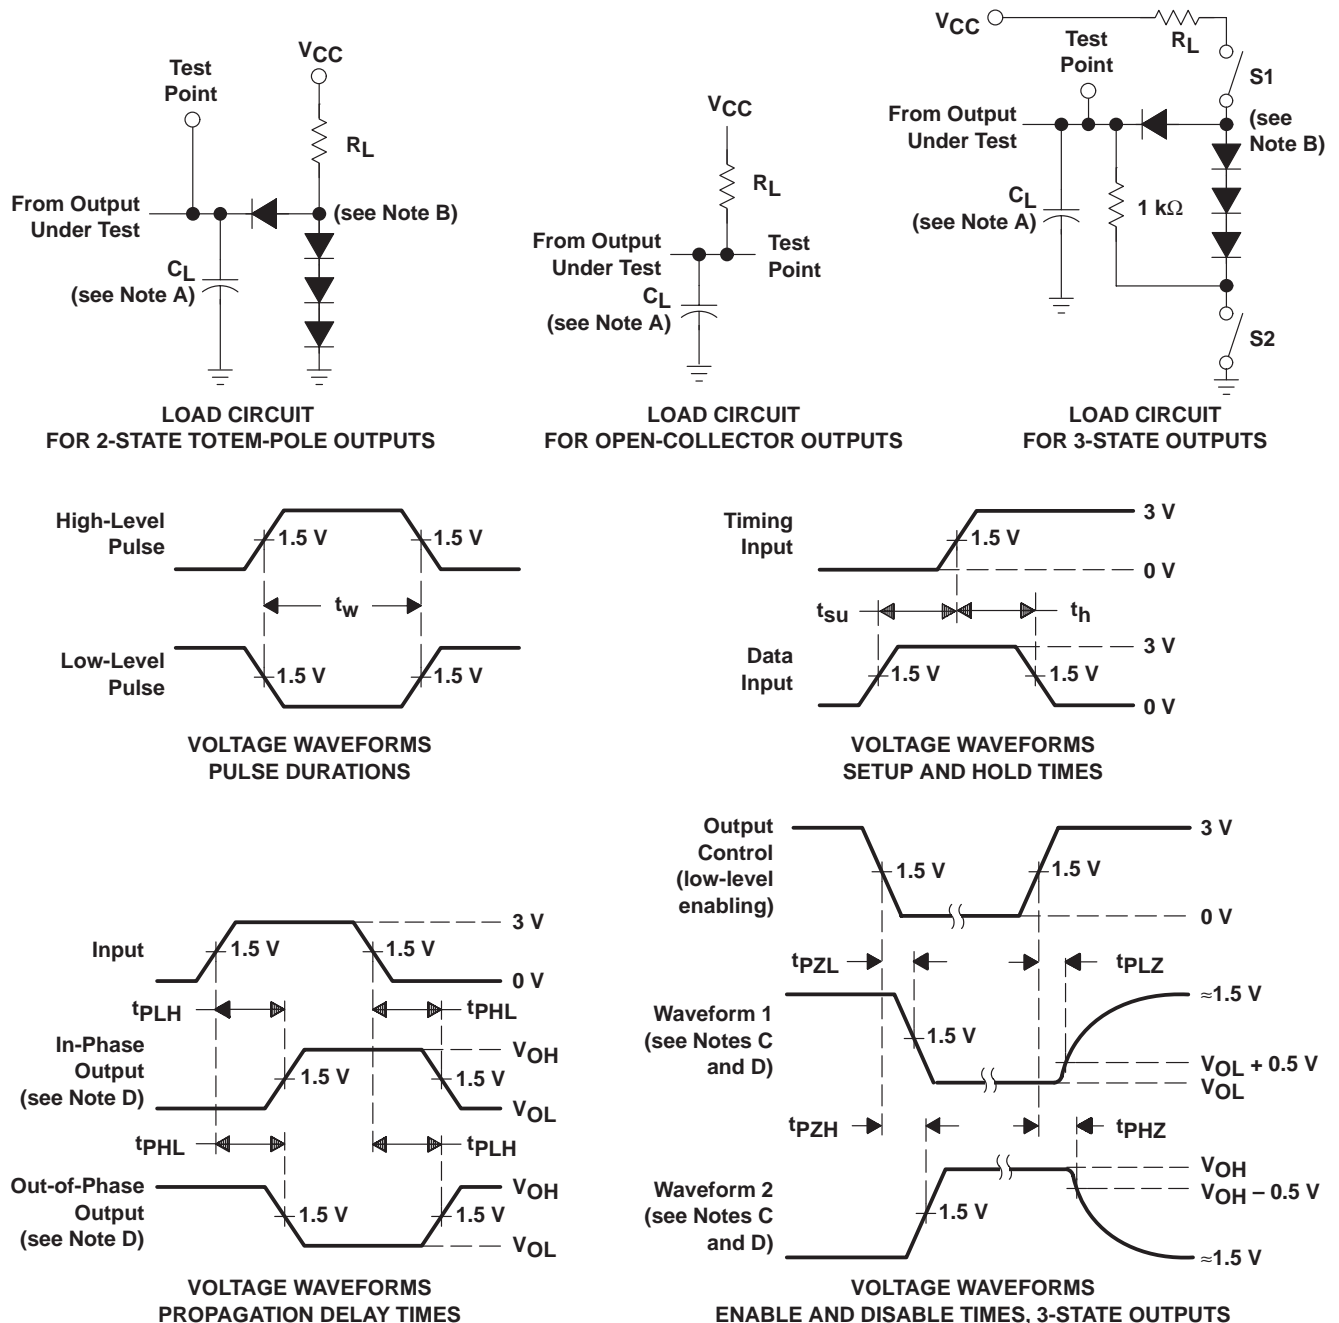 VCC
Test
Point
RL
From Output
Under Test
(see Note B)
CL
(see Note A)
LOAD CIRCUIT
FOR 2-STATE TOTEM-POLE OUTPUTS
VCC
RL
From Output
Under Test
Test
Point
CL
(see Note A)
LOAD CIRCUIT
FOR OPEN-COLLECTOR OUTPUTS
VCC
RL
Test
Point
S1
From Output
Under Test
(see
Note B)
CL
(see Note A)
1 kΩ
S2
LOAD CIRCUIT
FOR 3-STATE OUTPUTS
High-Level
Pulse
1.5 V
1.5 V
tw
Low-Level
Pulse
1.5 V
1.5 V
VOLTAGE WAVEFORMS
PULSE DURATIONS
Timing
Input
1.5 V
3 V
0 V
tsu
th
Data
Input
1.5 V
1.5 V
3 V
0 V
VOLTAGE WAVEFORMS
SETUP AND HOLD TIMES
Input
1.5 V
1.5 V
3 V
0 V
tPLH
tPHL
In-Phase
Output
(see Note D)
1.5 V
1.5 V
VOH
VOL
tPHL
tPLH
Out-of-Phase
Output
(see Note D)
1.5 V
1.5 V
VOH
VOL
VOLTAGE WAVEFORMS
PROPAGATION DELAY TIMES
Output
Control
(low-level
enabling)
1.5 V
1.5 V
3 V
0 V
tPZL
tPLZ
Waveform 1
(see Notes C
and D)
1.5 V
≈1.5 V
VOL + 0.5 V
VOL
tPZH
tPHZ
Waveform 2
(see Notes C
and D)
1.5 V
VOH
VOH – 0.5 V
≈1.5 V
VOLTAGE WAVEFORMS
ENABLE AND DISABLE TIMES, 3-STATE OUTPUTS